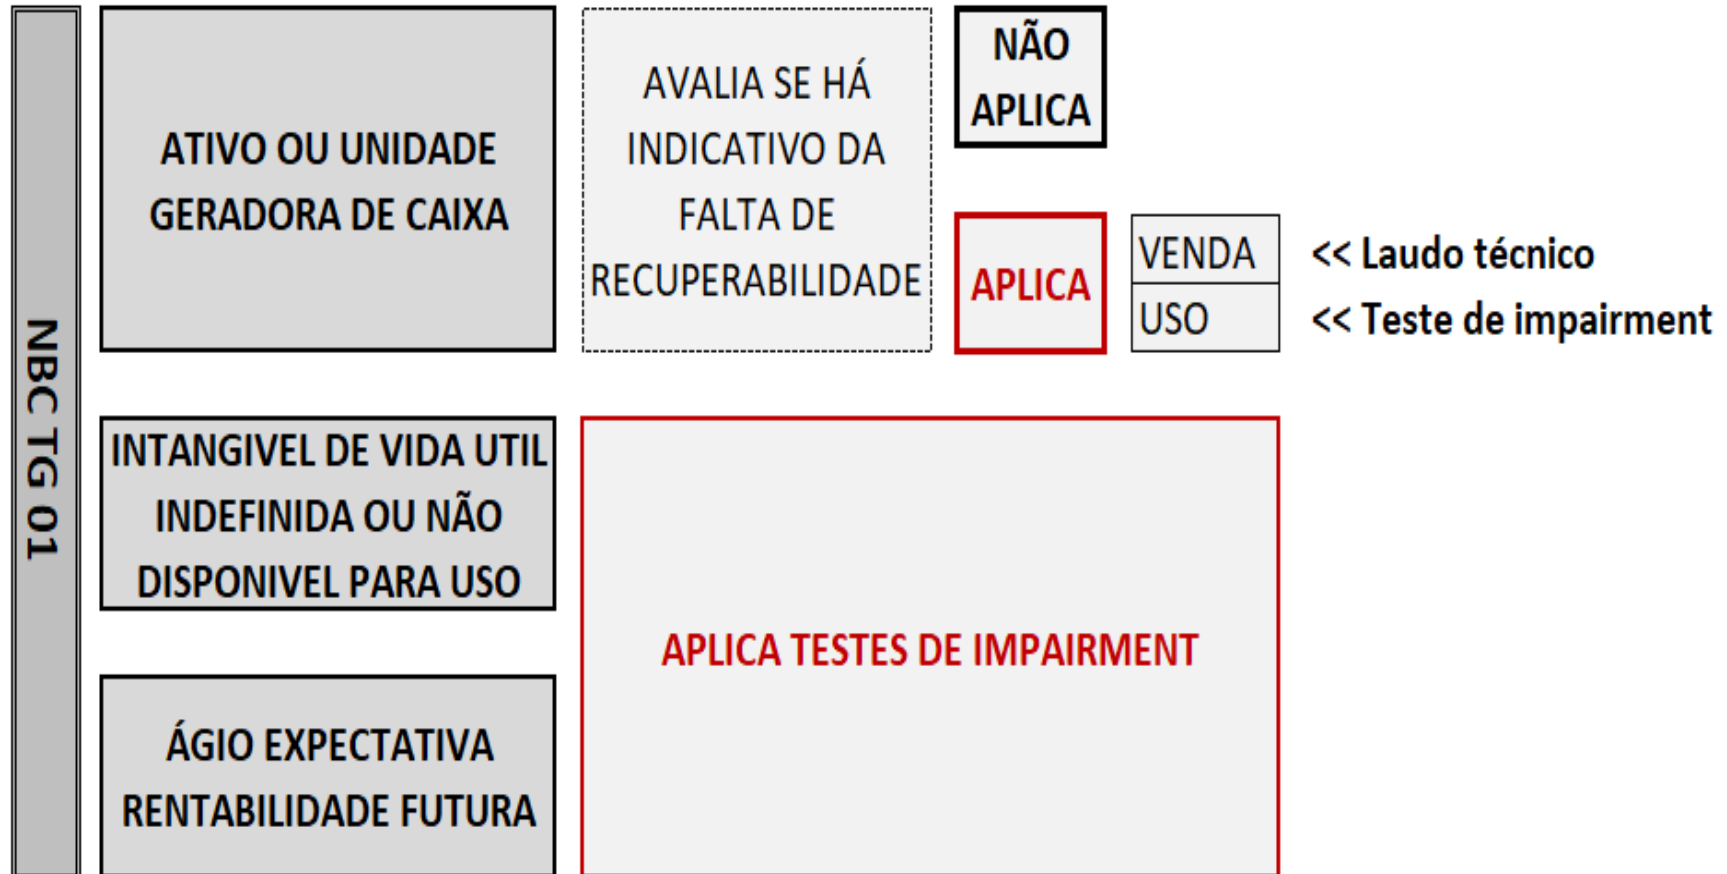 NBC TG 01
ATIVO OU UNIDADE
GERADORA DE CAIXA
AVALIA SE HÁ
INDICATIVO DA
FALTA DE
RECUPERABILIDADE
NÃO
APLICA
APLICA
VENDA
<< Laudo técnico
USO
<< Teste de impairment
INTANGIVEL DE VIDA UTIL
INDEFINIDA OU NÃO
DISPONIVEL PARA USO
APLICA TESTES DE IMPAIRMENT
ÁGIO EXPECTATIVA
RENTABILIDADE FUTURA